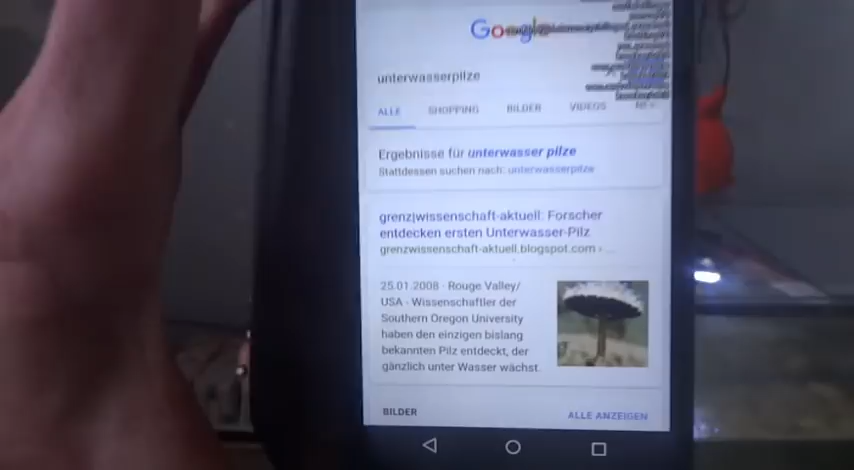 Google
unterwasserpilze
ALLE SHOPPING BILDER VIDEOS
Ergebnisse für unterwasser pilze
Stattdessen suchen nach: unterwasserpilze
grenz|wissenschaft-aktuell: Forscher
entdecken ersten Unterwasser-Pilz
grenzwissenschaft-aktuell.blogspot.com › ...
25.01.2008 - Rouge Valley/
USA - Wissenschaftler der
Southern Oregon University
haben den einzigen bislang
bekannten Pilz entdeckt, der
gänzlich unter Wasser wächst.
BILDER
ALLE ANZEIGEN